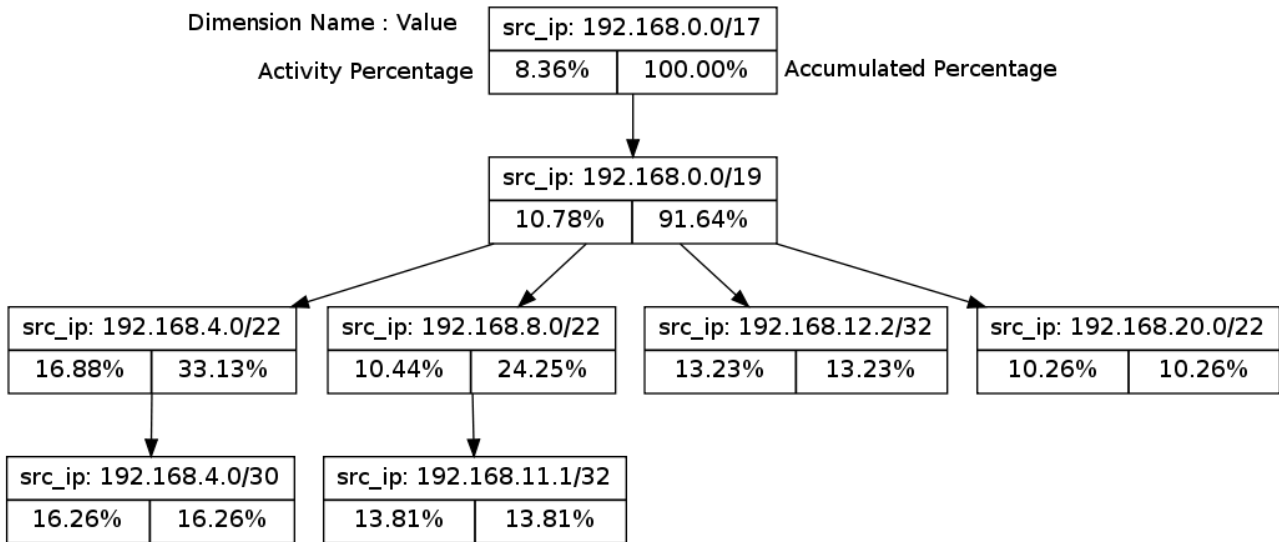 Dimension Name : Value
src_ip: 192.168.0.0/17
Activity Percentage
8.36%
100.00%
Accumulated Percentage
src_ip: 192.168.0.0/19
10.78%
91.64%
src_ip: 192.168.4.0/22
src_ip: 192.168.8.0/22
src_ip: 192.168.12.2/32
src_ip: 192.168.20.0/22
16.88%
33.13%
10.44%
24.25%
13.23%
13.23%
10.26%
10.26%
src_ip: 192.168.4.0/30
src_ip: 192.168.11.1/32
16.26%
16.26%
13.81%
13.81%